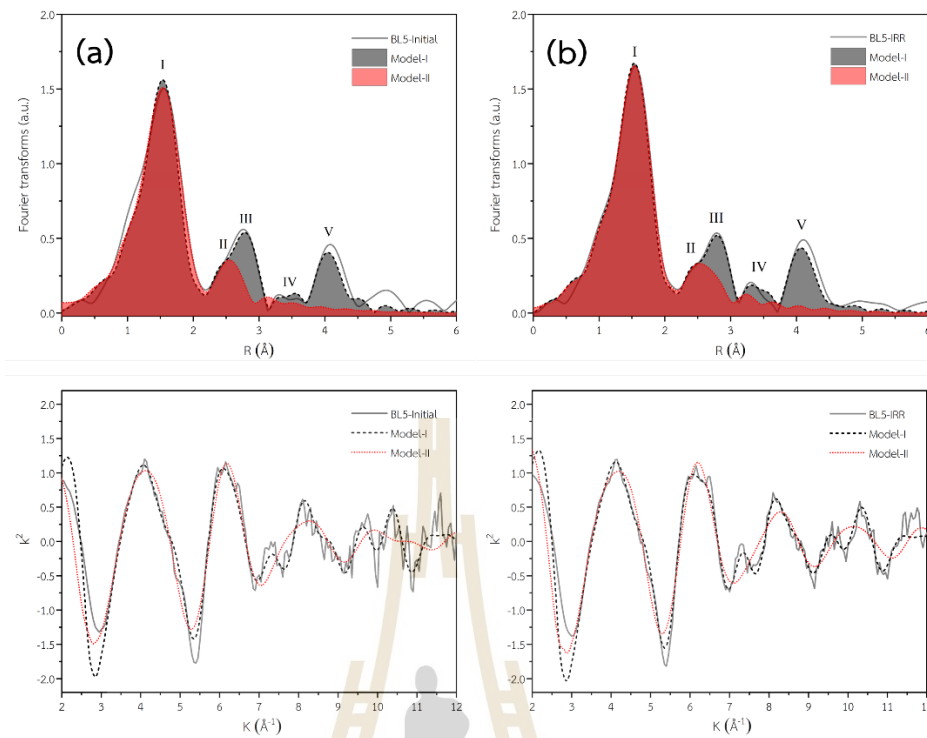 (a)
BL5-Initial
Model-I
Model-II
I
II
III
IV
V
Fourier transforms (a.u.)
2.0
1.5
1.0
0.5
0.0
0 1 2 3 4 5 6
R (Å)
(b)
BL5-IRR
Model-I
Model-II
I
II
III
IV
V
Fourier transforms (a.u.)
2.0
1.5
1.0
0.5
0.0
0 1 2 3 4 5 6
R (Å)
BL5-Initial
Model-I
Model-II
k²
2.0
1.5
1.0
0.5
0.0
-0.5
-1.0
-1.5
-2.0
2 3 4 5 6 7 8 9 10 11 12
K (Å⁻¹)
BL5-IRR
Model-I
Model-II
k²
2.0
1.5
1.0
0.5
0.0
-0.5
-1.0
-1.5
-2.0
2 3 4 5 6 7 8 9 10 11 12
K (Å⁻¹)